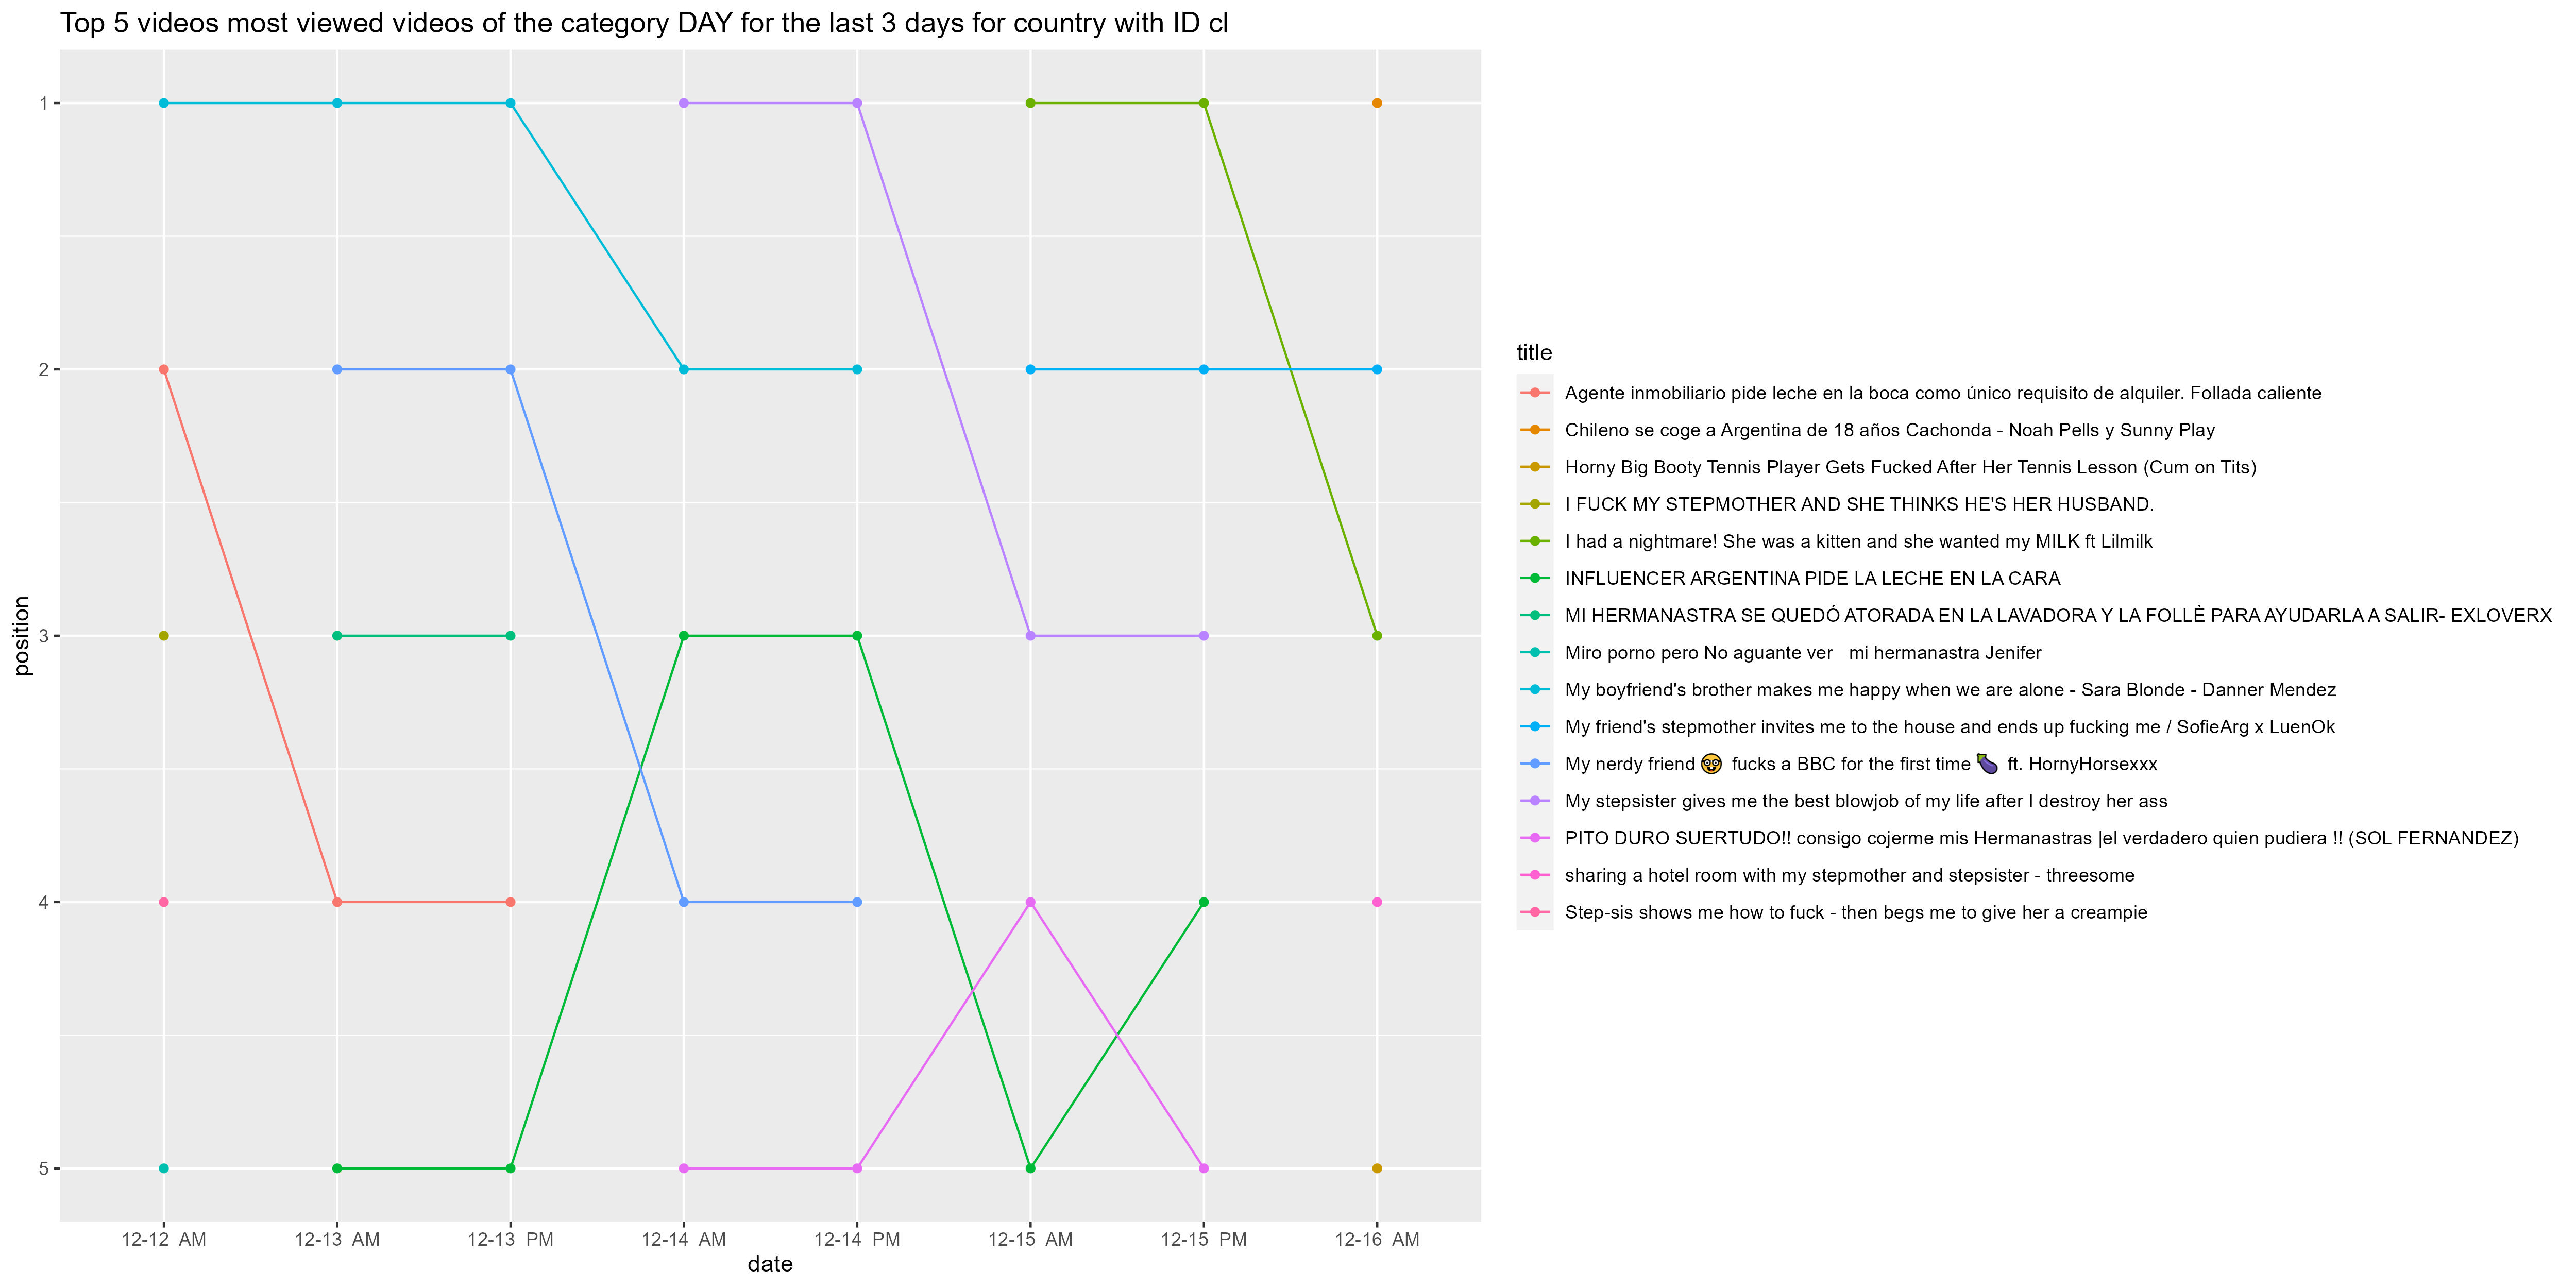 Top 5 videos most viewed videos of the category DAY for the last 3 days for country with ID cl
position
1
2
3
4
5
12-12 AM
12-13 AM
12-13 PM
12-14 AM
12-14 PM
12-15 AM
12-15 PM
12-16 AM
date
title
Agente inmobiliario pide leche en la boca como único requisito de alquiler. Follada caliente
Chileno se coge a Argentina de 18 años Cachonda - Noah Pells y Sunny Play
Horny Big Booty Tennis Player Gets Fucked After Her Tennis Lesson (Cum on Tits)
I FUCK MY STEPMOTHER AND SHE THINKS HE'S HER HUSBAND.
I had a nightmare! She was a kitten and she wanted my MILK ft Lilmilk
INFLUENCER ARGENTINA PIDE LA LECHE EN LA CARA
MI HERMANASTRA SE QUEDÓ ATORADA EN LA LAVADORA Y LA FOLLÈ PARA AYUDARLA A SALIR- EXLOVERX
Miro porno pero No aguante ver mi hermanastra Jenifer
My boyfriend's brother makes me happy when we are alone - Sara Blonde - Danner Mendez
My friend's stepmother invites me to the house and ends up fucking me / SofieArg x LuenOk
My nerdy friend 🤓 fucks a BBC for the first time 🍆 ft. HornyHorsexxx
My stepsister gives me the best blowjob of my life after I destroy her ass
PITO DURO SUERTUDO!! consigo cojerme mis Hermanastras |el verdadero quien pudiera !! (SOL FERNANDEZ)
sharing a hotel room with my stepmother and stepsister - threesome
Step-sis shows me how to fuck - then begs me to give her a creampie